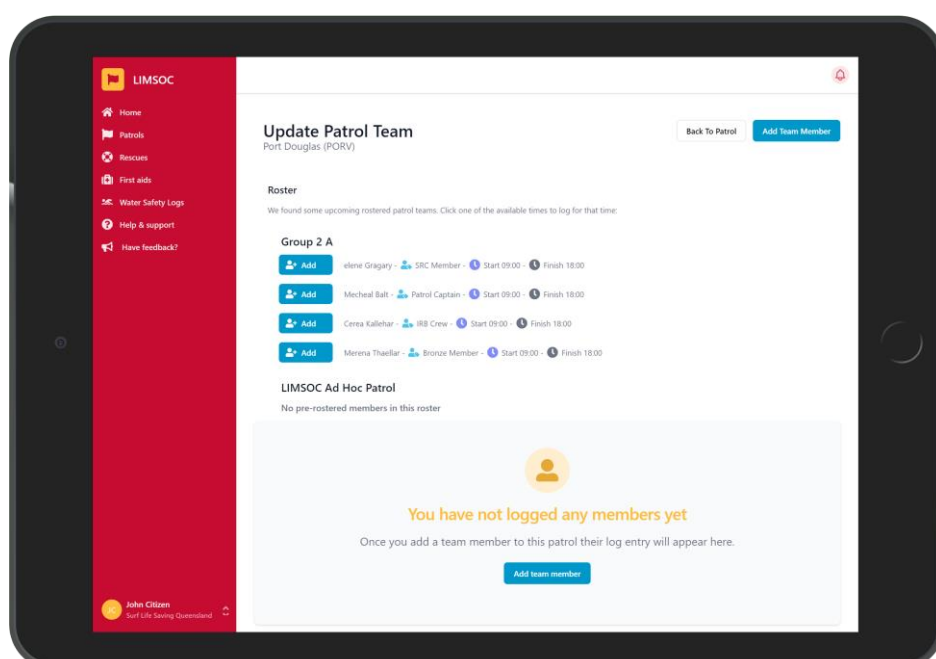 LIMSOC
Home
Patrols
Rescues
First aids
Water Safety Logs
Help & support
Have feedback?
Update Patrol Team
Port Douglas (PORV)
Back To Patrol
Add Team Member
Roster
We found some upcoming rostered patrol teams. Click one of the available times to log for that time:
Group 2 A
Add elene Gragary - SRC Member - Start 09:00 - Finish 18:00
Add Mecheal Balt - Patrol Captain - Start 09:00 - Finish 18:00
Add Cerea Kallehar - IRB Crew - Start 09:00 - Finish 18:00
Add Merena Thaellar - Bronze Member - Start 09:00 - Finish 18:00
LIMSOC Ad Hoc Patrol
No pre-rostered members in this roster
You have not logged any members yet
Once you add a team member to this patrol their log entry will appear here.
Add team member
JC
John Citizen
Surf Life Saving Queensland